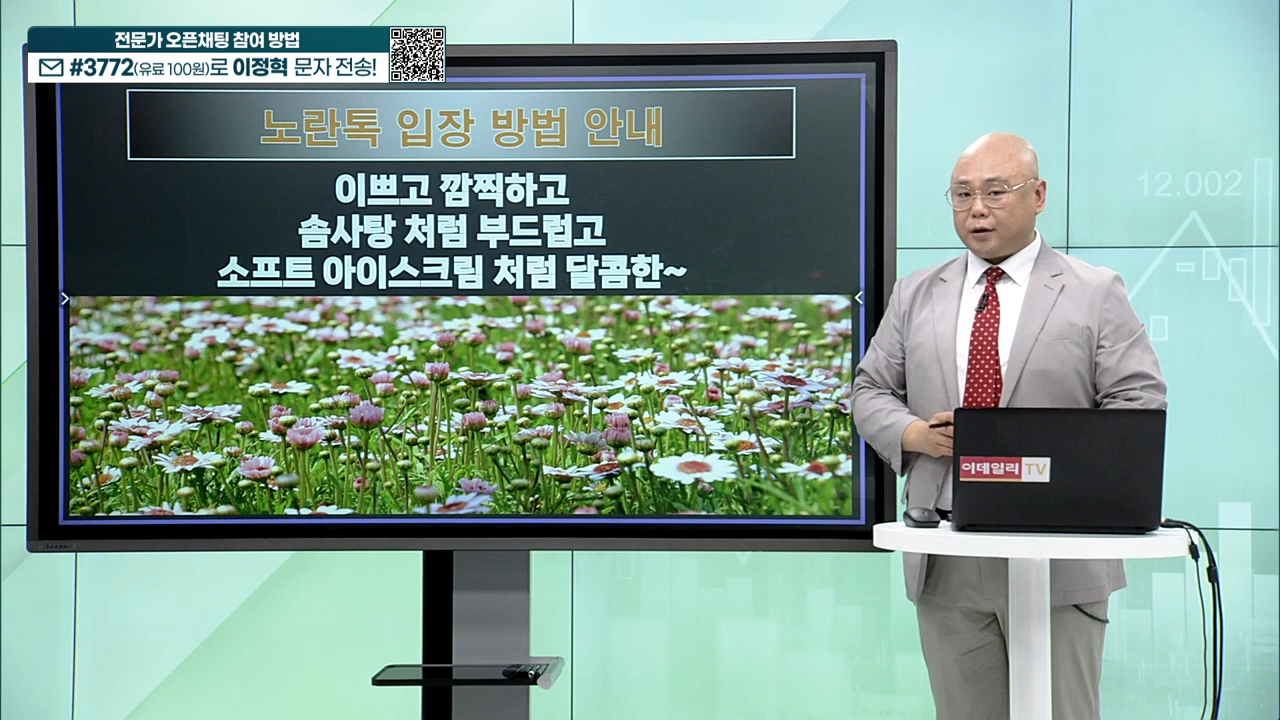 전문가 오픈채팅 참여 방법
#3772(유료 100원)로 이정혁 문자 전송!
노란톡 입장 방법 안내
이쁘고 깜찍하고
솜사탕 처럼 부드럽고
소프트 아이스크림 처럼 달콤한~
12.002
이데일리TV